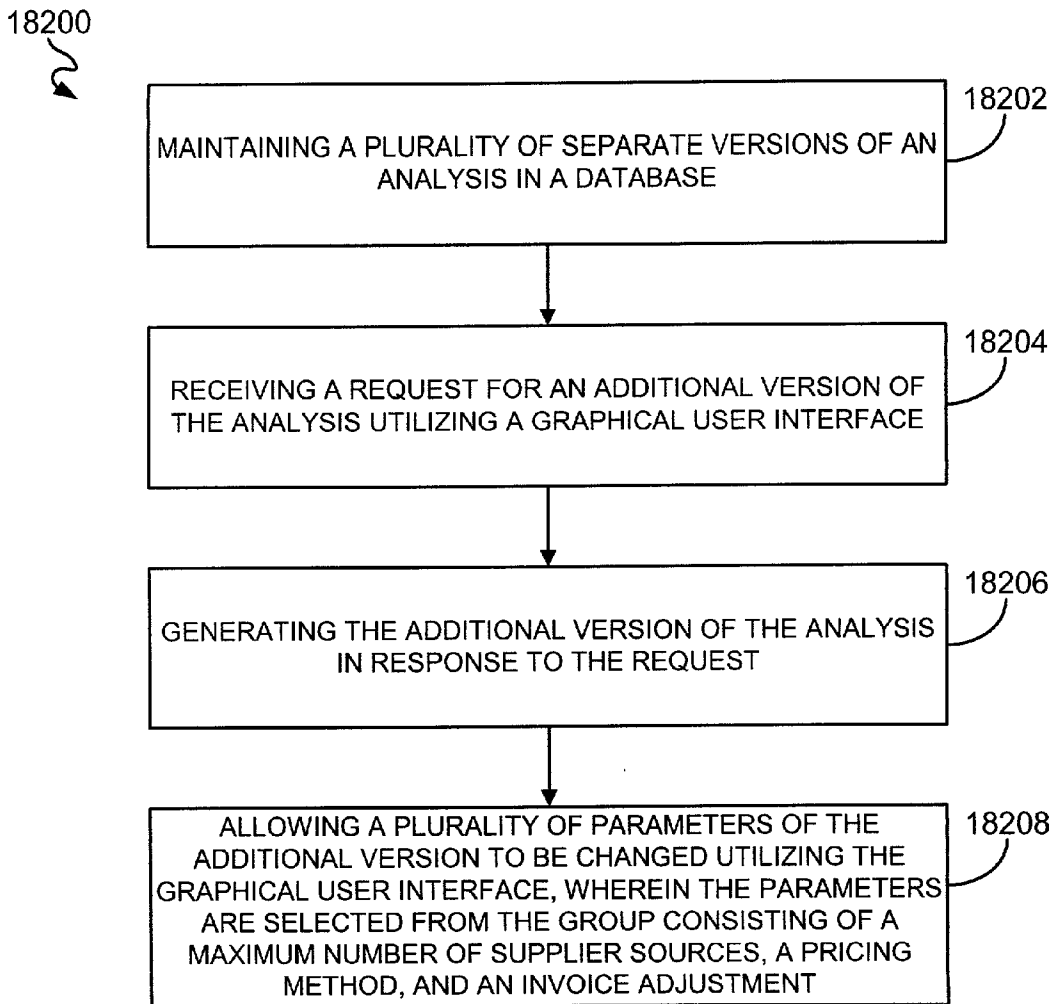 18200
18202
MAINTAINING A PLURALITY OF SEPARATE VERSIONS OF AN
ANALYSIS IN A DATABASE
18204
RECEIVING A REQUEST FOR AN ADDITIONAL VERSION OF
THE ANALYSIS UTILIZING A GRAPHICAL USER INTERFACE
18206
GENERATING THE ADDITIONAL VERSION OF THE ANALYSIS
IN RESPONSE TO THE REQUEST
18208
ALLOWING A PLURALITY OF PARAMETERS OF THE
ADDITIONAL VERSION TO BE CHANGED UTILIZING THE
GRAPHICAL USER INTERFACE, WHEREIN THE PARAMETERS
ARE SELECTED FROM THE GROUP CONSISTING OF A
MAXIMUM NUMBER OF SUPPLIER SOURCES, A PRICING
METHOD, AND AN INVOICE ADJUSTMENT